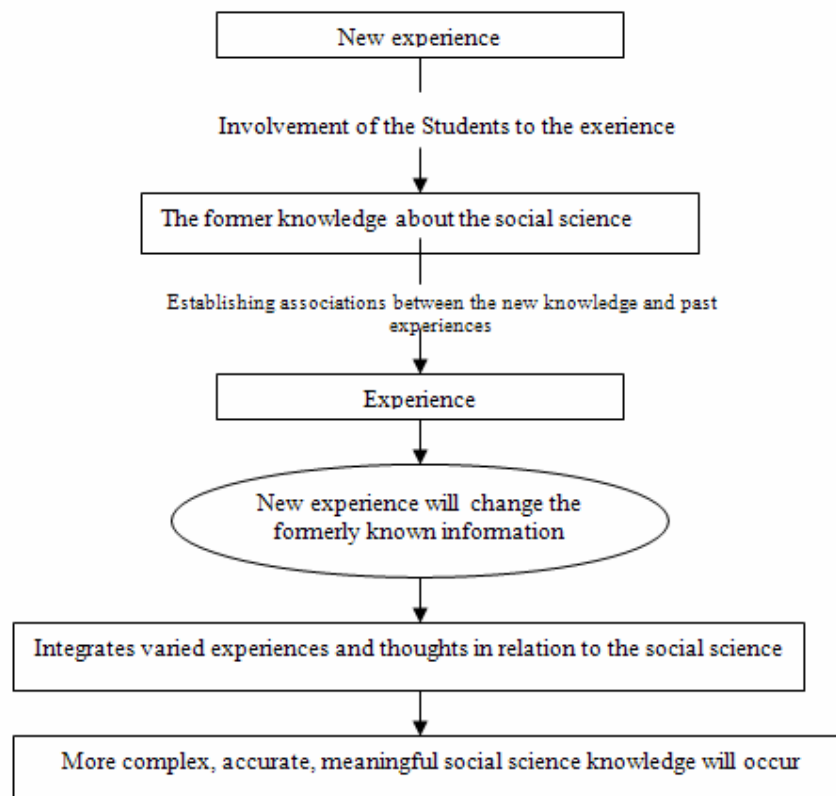 New experience
Involvement of the Students to the exerience
The former knowledge about the social science
Establishing associations between the new knowledge and past
experiences
Experience
New experience will change the
formerly known information
Integrates varied experiences and thoughts in relation to the social science
More complex, accurate, meaningful social science knowledge will occur